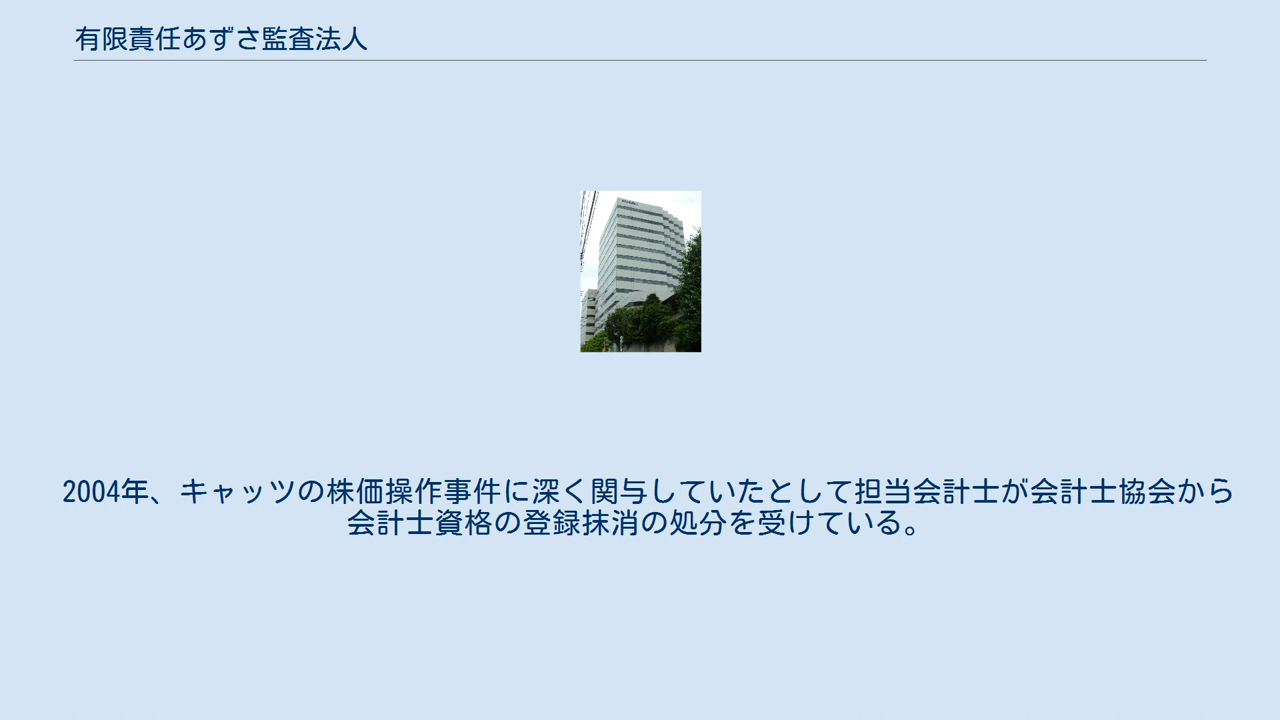 有限責任あずさ監査法人
2004年、キャッツの株価操作事件に深く関与していたとして担当会計士が会計士協会から
会計士資格の登録抹消の処分を受けている。